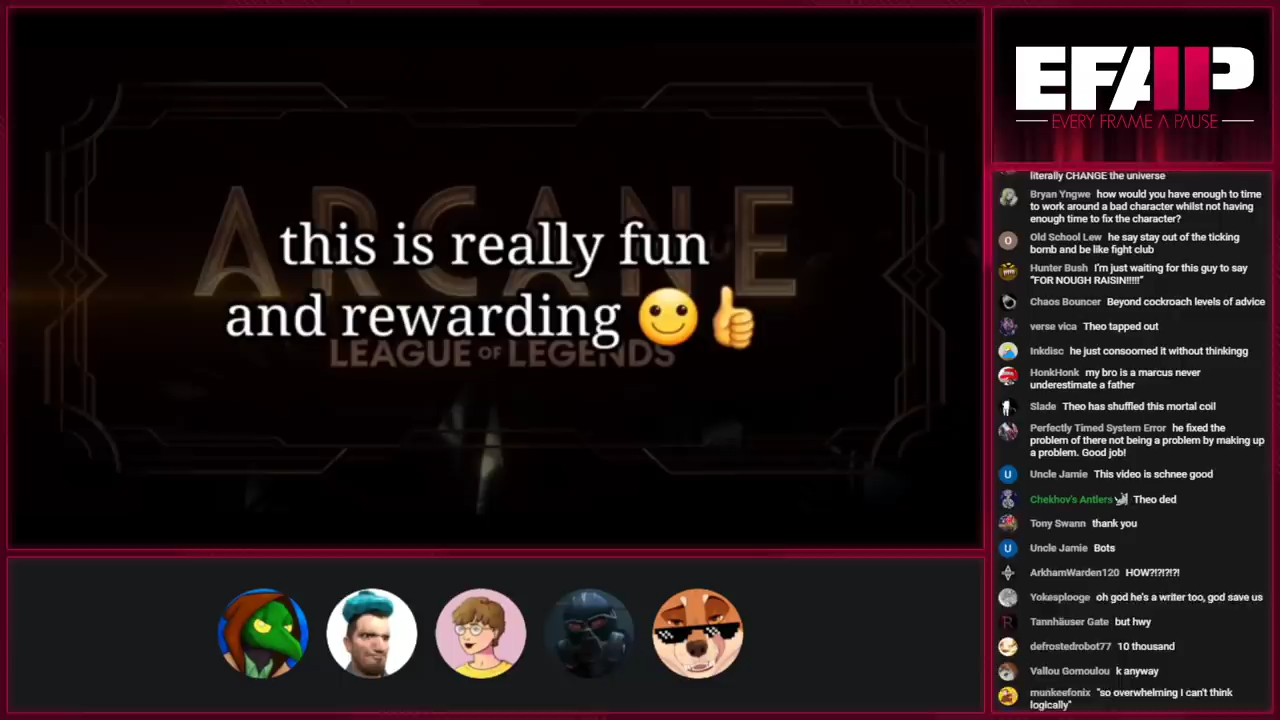 ARCANE
this is really fun
and rewarding 🙂👍
LEAGUE OF LEGENDS
EFAP
EVERY FRAME A PAUSE
literally CHANGE the universe
Bryan Yngwe how would you have enough to time
to work around a bad character whilst not having
enough time to fix the character?
Old School Lew he say stay out of the ticking
bomb and be like fight club
Hunter Bush I'm just waiting for this guy to say
“FOR NOUGH RAISIN!!!!!”
Chaos Bouncer Beyond cockroach levels of advice
verse vica Theo tapped out
Inkdisc he just consoomed it without thinkingg
HonkHonk my bro is a marcus never
underestimate a father
Slade Theo has shuffled this mortal coil
Perfectly Timed System Error he fixed the
problem of there not being a problem by making up
a problem. Good job!
U Uncle Jamie This video is schnee good
Chekhov's Antlers Theo ded
Tony Swann thank you
U Uncle Jamie Bots
ArkhamWarden120 HOW?!?!?!?!
Yokesplooge oh god he's a writer too, god save us
R Tannhäuser Gate but hwy
defrostedrobot77 10 thousand
Vallou Gomoulou k anyway
munkeefonix “so overwhelming I can't think
logically"